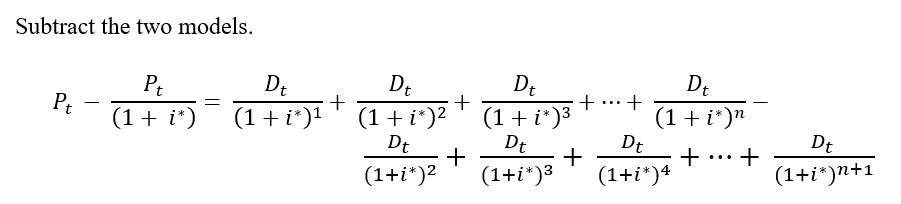 Subtract the two models.
P_t − P_t/(1 + i*) = D_t/(1 + i*)^1 + D_t/(1 + i*)^2 + D_t/(1 + i*)^3 + ⋯ + D_t/(1 + i*)^n −
D_t/(1+i*)^2 + D_t/(1+i*)^3 + D_t/(1+i*)^4 + ⋯ + D_t/(1+i*)^{n+1}